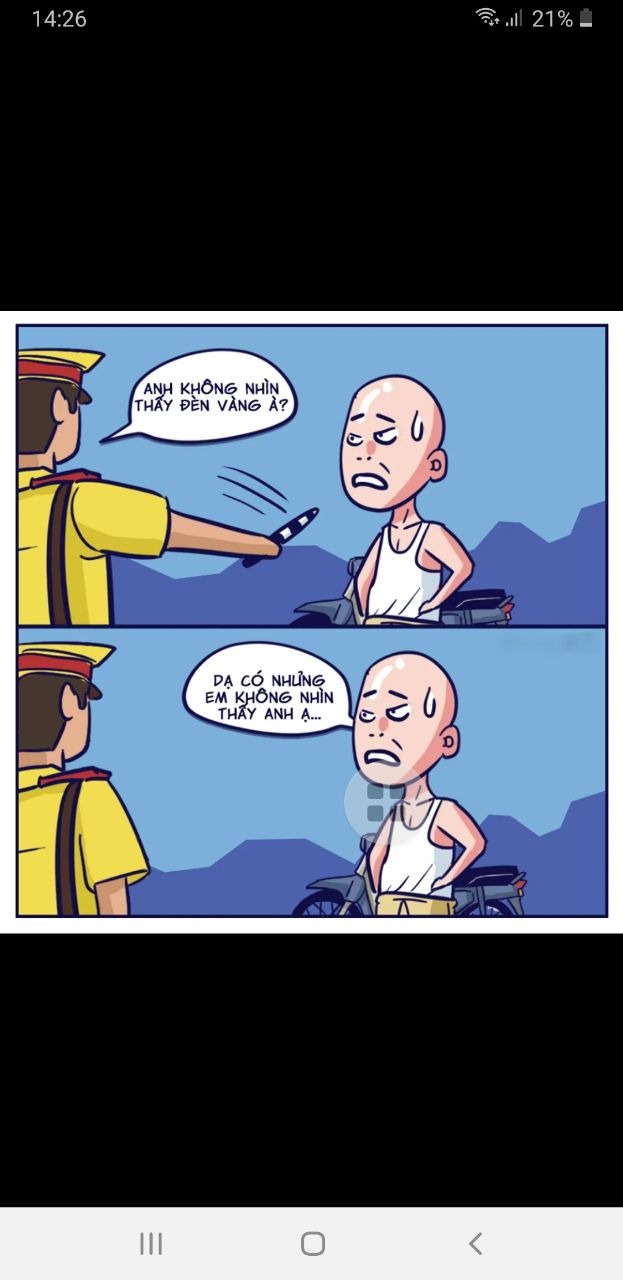 14:26
21%
ANH KHÔNG NHÌN
THẤY ĐÈN VÀNG À?
DẠ CÓ NHƯNG
EM KHÔNG NHÌN
THẤY ANH Ạ...